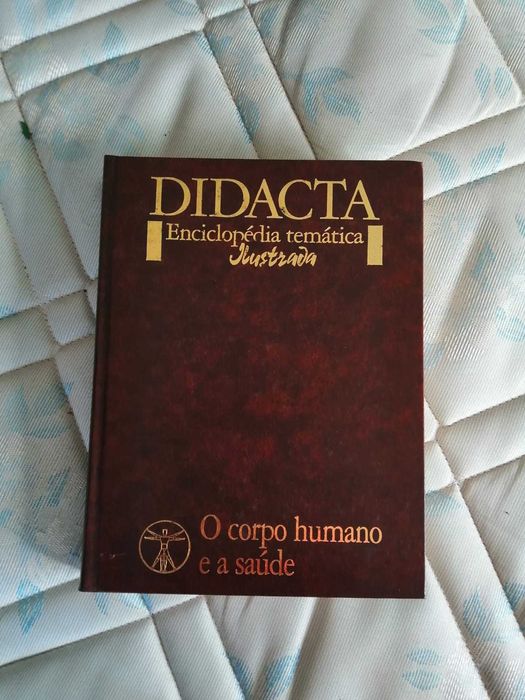 DIDACTA
Enciclopédia temática
Ilustrada
O corpo humano
e a saúde